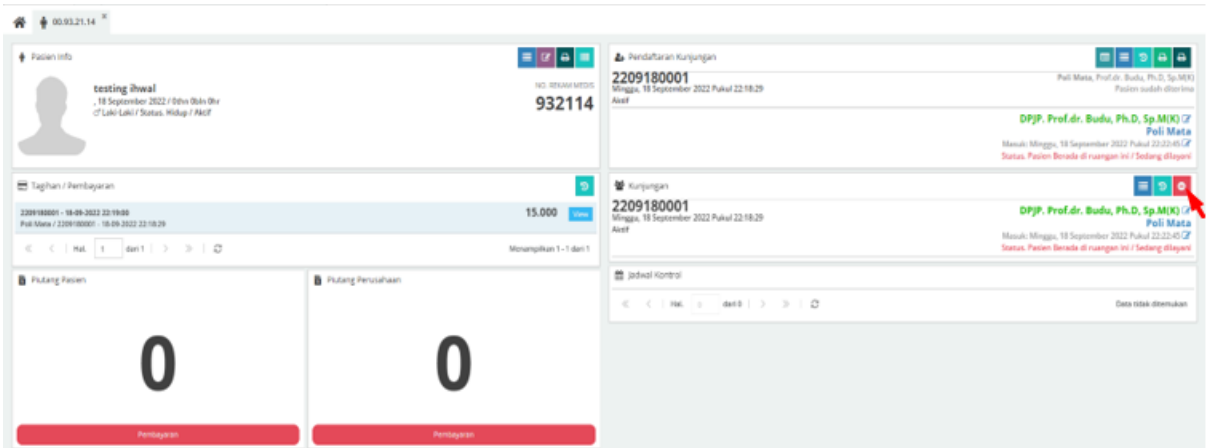 00.93.21.14 x
Pasien Info
testing ihwal
, 18 September 2022 / 0thn 0bln 0hr
Laki-Laki / Status. Hidup / Aktif
NO. REKAM MEDIS
932114
Tagihan / Pembayaran
2209180001 - 18-09-2022 22:19:00
Poli Mata / 2209180001 - 18-09-2022 22:18:29
15.000 View
Hal. 1 dari 1
Menampilkan 1 - 1 dari 1
Piutang Pasien
0
Pembayaran
Piutang Perusahaan
0
Pembayaran
Pendaftaran Kunjungan
2209180001
Minggu, 18 September 2022 Pukul 22:18:29
Aktif
Poli Mata, Prof.dr. Budu, Ph.D, Sp.M(K)
Pasien sudah diterima
DPJP. Prof.dr. Budu, Ph.D, Sp.M(K)
Poli Mata
Masuk: Minggu, 18 September 2022 Pukul 22:22:45
Status. Pasien Berada di ruangan ini / Sedang dilayani
Kunjungan
2209180001
Minggu, 18 September 2022 Pukul 22:18:29
Aktif
DPJP. Prof.dr. Budu, Ph.D, Sp.M(K)
Poli Mata
Masuk: Minggu, 18 September 2022 Pukul 22:22:45
Status. Pasien Berada di ruangan ini / Sedang dilayani
Jadwal Kontrol
Hal. 0 dari 0
Data tidak ditemukan